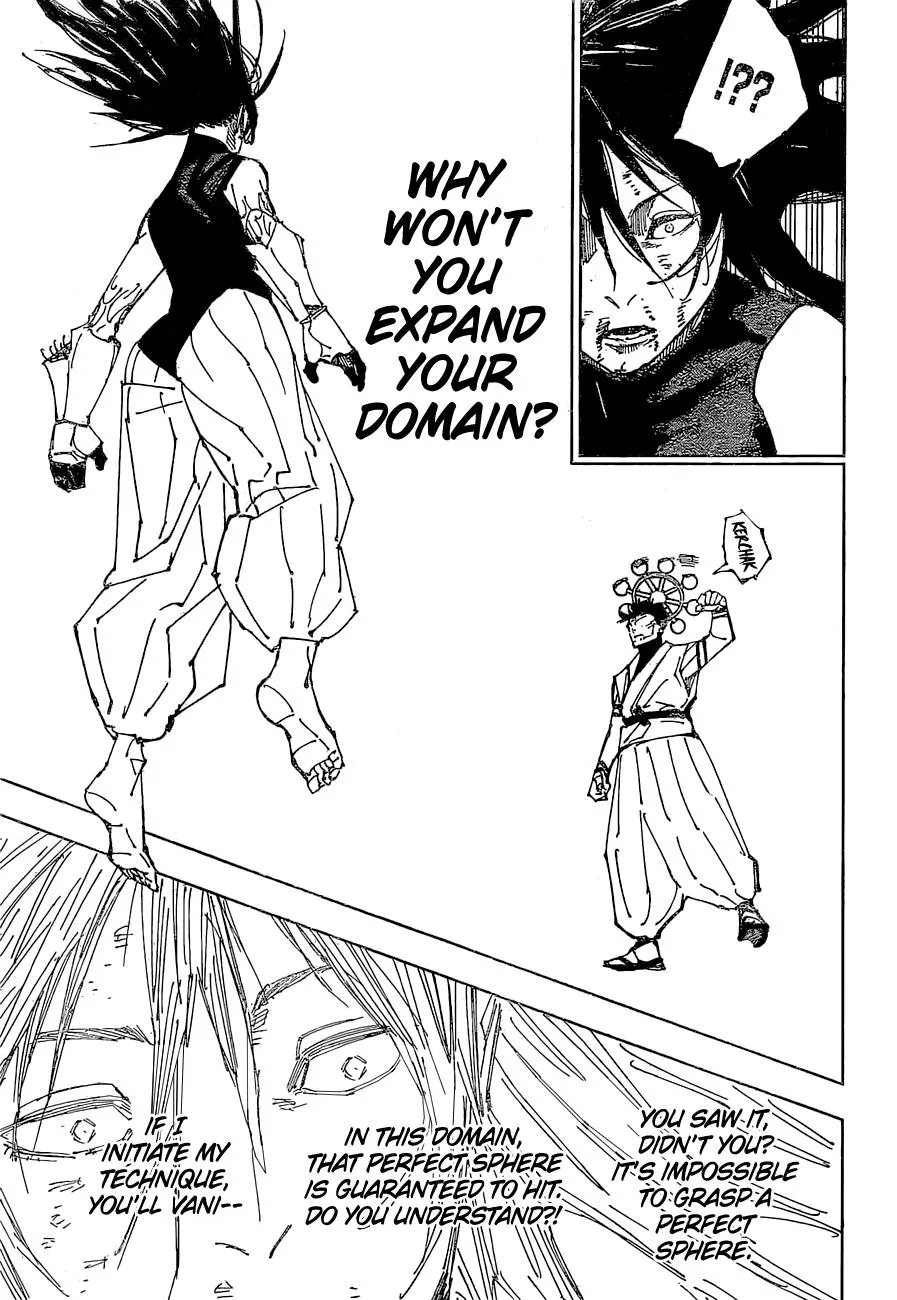 !??
WHY
WON'T
YOU
EXPAND
YOUR
DOMAIN?
KERCHAK
YOU SAW IT,
DIDN'T YOU?
IT'S IMPOSSIBLE
TO GRASP A
PERFECT
SPHERE.
IN THIS DOMAIN,
THAT PERFECT SPHERE
IS GUARANTEED TO HIT.
DO YOU UNDERSTAND?!
IF I
INITIATE MY
TECHNIQUE,
YOU'LL VANI--